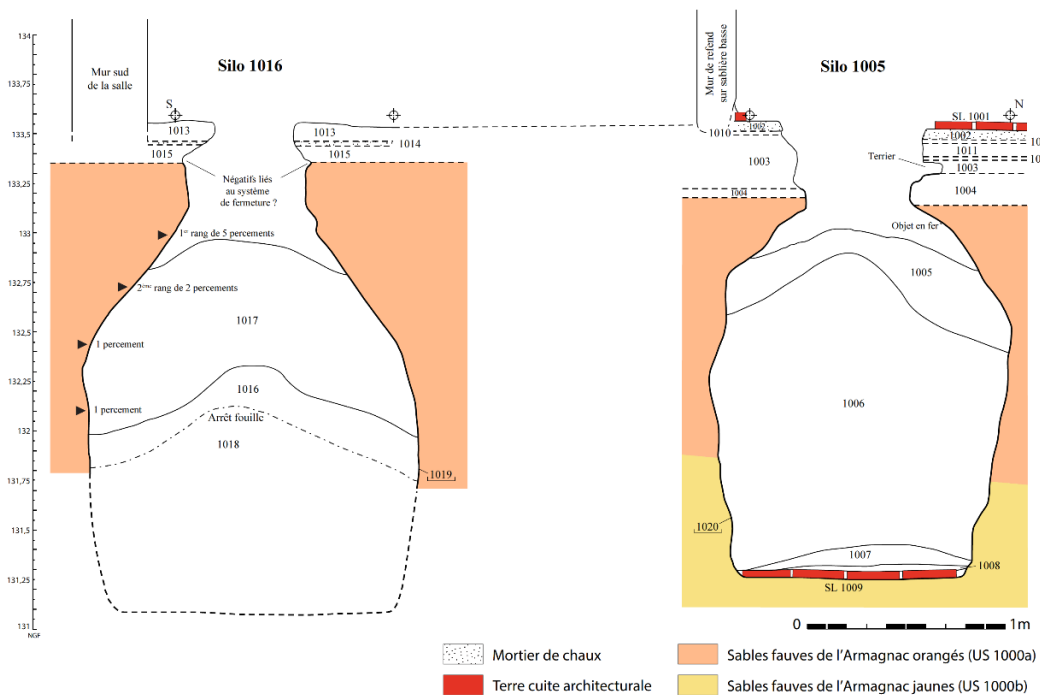 134
133,75
133,5
133,25
133
132,75
132,5
132,25
132
131,75
131,5
131,25
131
NGF
Mur sud
de la salle
Silo 1016
S
1013
1013
1014
1015
1015
Négatifs liés
au système
de fermeture ?
1er rang de 5 percements
2ème rang de 2 percements
1017
1 percement
1016
1 percement
Arrêt fouille
1018
1019
Mur de refend
sur sablière basse
Silo 1005
N
SL 1001
1002
1002
1010
10
1011
10
1003
1003
Terrier
1004
1004
Objet en fer
1005
1006
1020
1007
1008
SL 1009
0
1m
Mortier de chaux
Terre cuite architecturale
Sables fauves de l'Armagnac orangés (US 1000a)
Sables fauves de l'Armagnac jaunes (US 1000b)